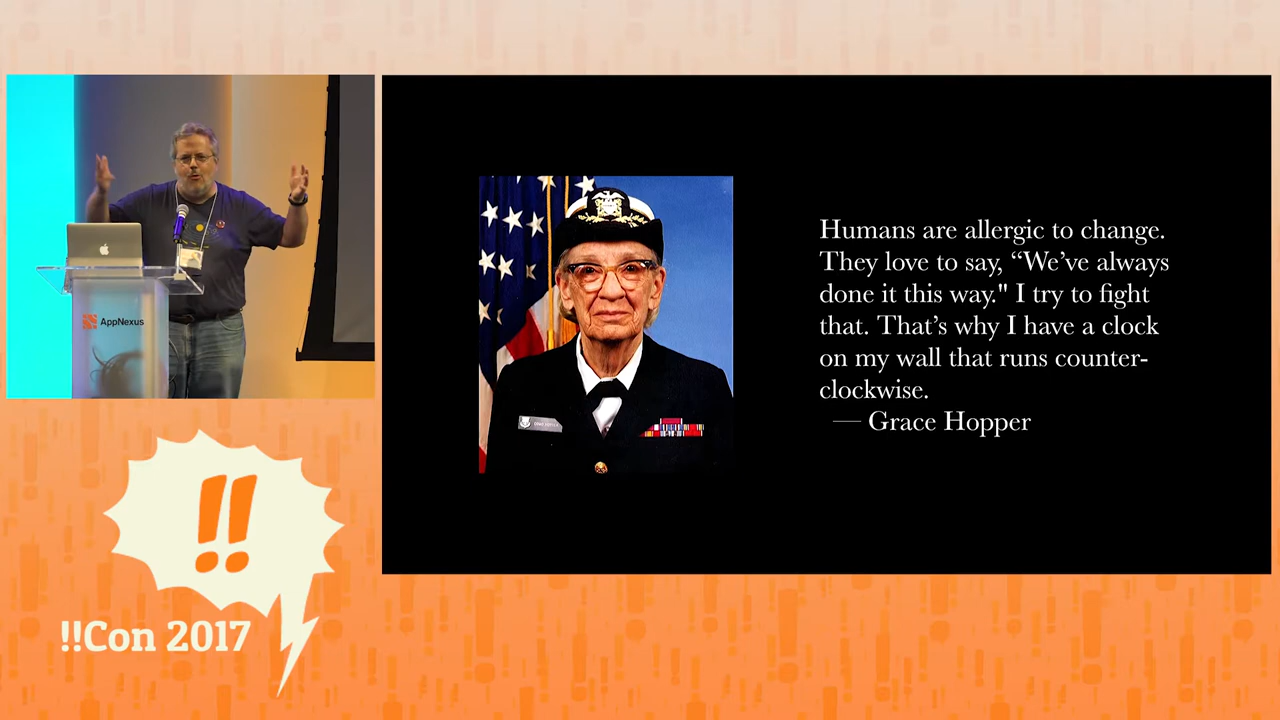 AppNexus
Humans are allergic to change.
They love to say, “We’ve always
done it this way." I try to fight
that. That’s why I have a clock
on my wall that runs counter-
clockwise.
— Grace Hopper
!!
!!Con 2017